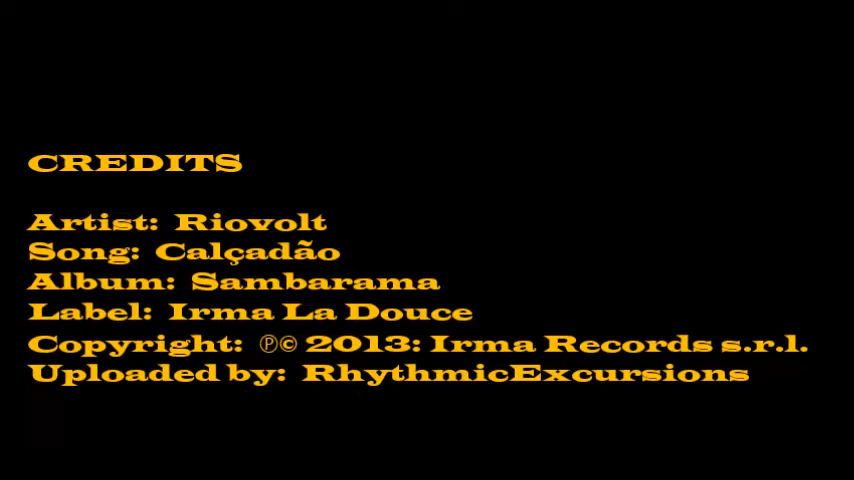 CREDITS
Artist: Riovolt
Song: Calçadão
Album: Sambarama
Label: Irma La Douce
Copyright: ℗© 2013: Irma Records s.r.l.
Uploaded by: RhythmicExcursions